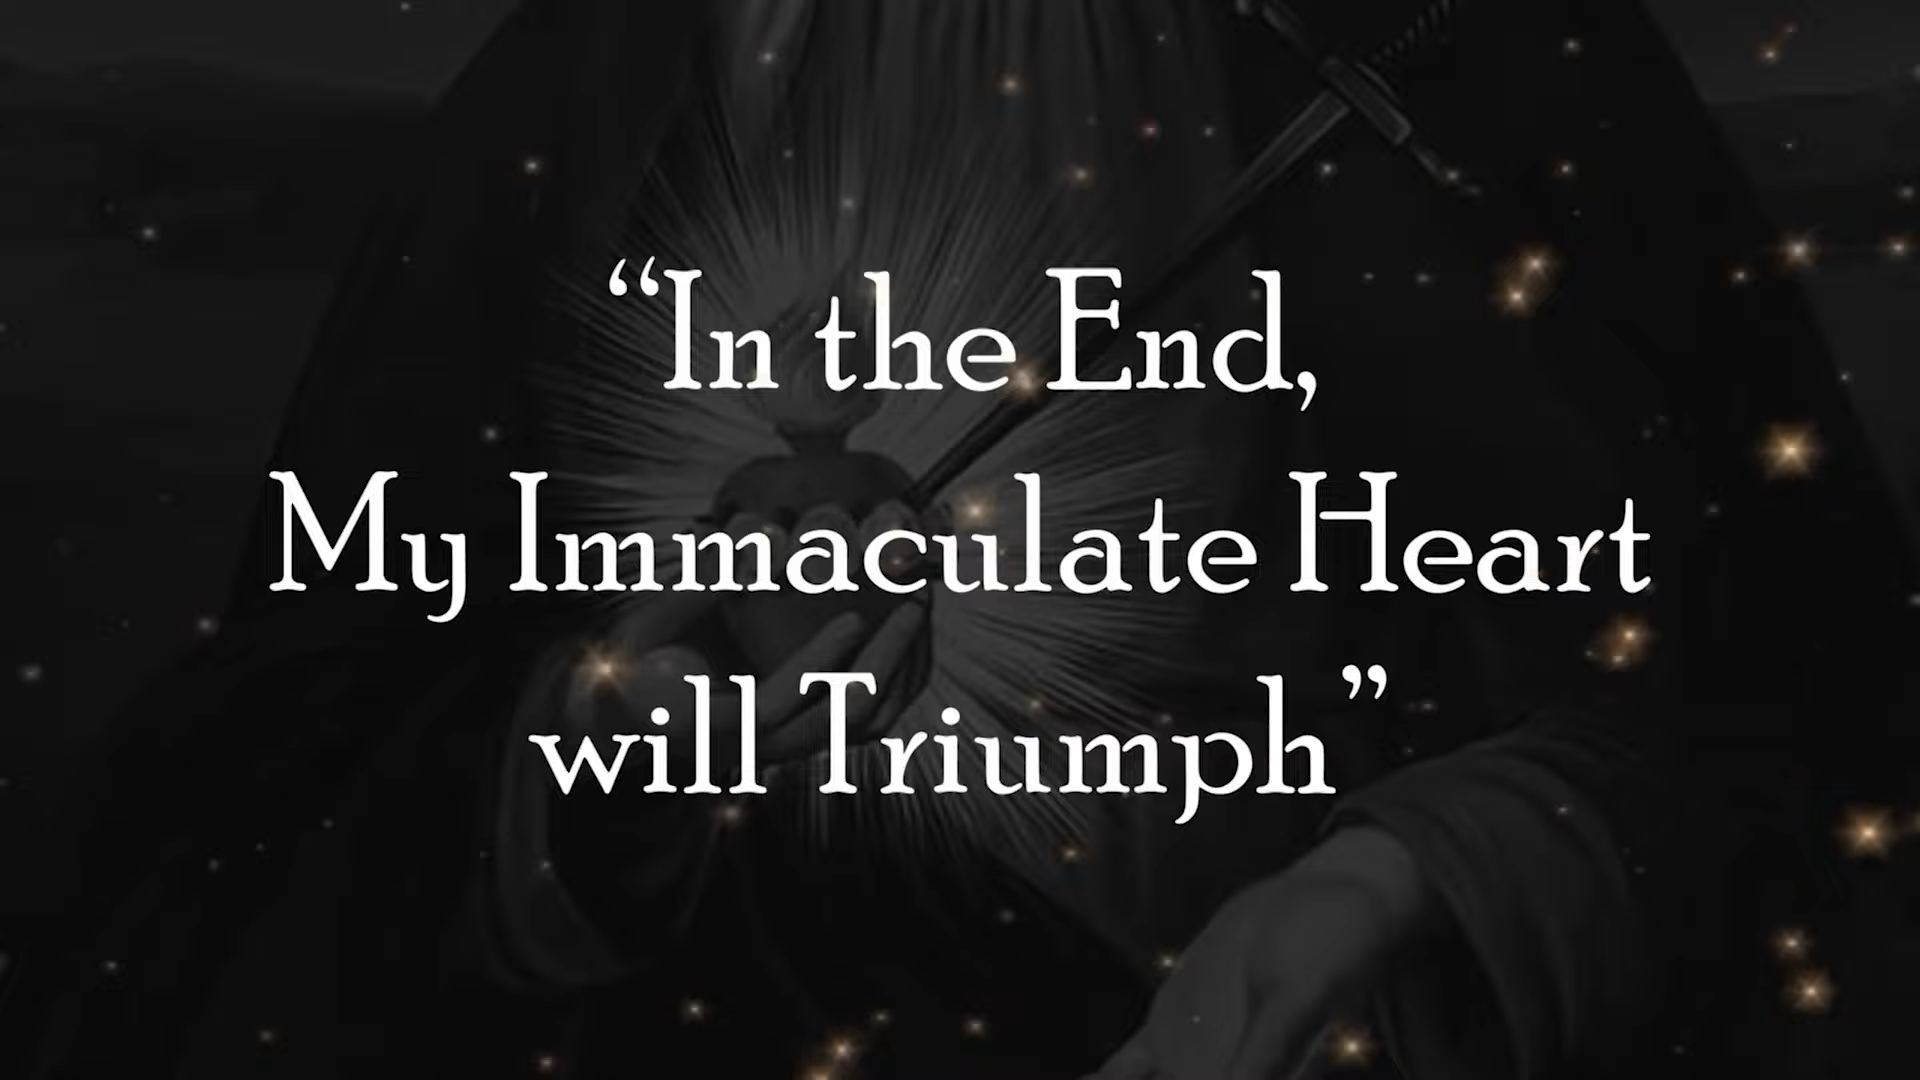 “In the End,
My Immaculate Heart
will Triumph”